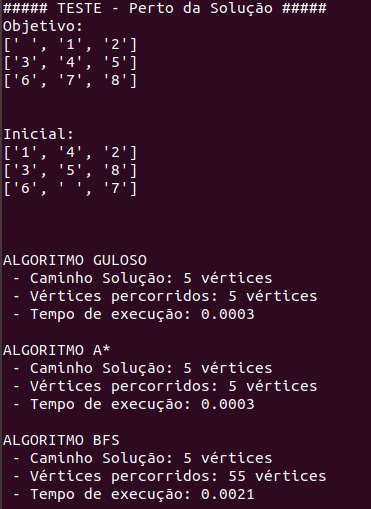 ##### TESTE - Perto da Solução #####
Objetivo:
[' ', '1', '2']
['3', '4', '5']
['6', '7', '8']
Inicial:
['1', '4', '2']
['3', '5', '8']
['6', ' ', '7']
ALGORITMO GULOSO
- Caminho Solução: 5 vértices
- Vértices percorridos: 5 vértices
- Tempo de execução: 0.0003
ALGORITMO A*
- Caminho Solução: 5 vértices
- Vértices percorridos: 5 vértices
- Tempo de execução: 0.0003
ALGORITMO BFS
- Caminho Solução: 5 vértices
- Vértices percorridos: 55 vértices
- Tempo de execução: 0.0021